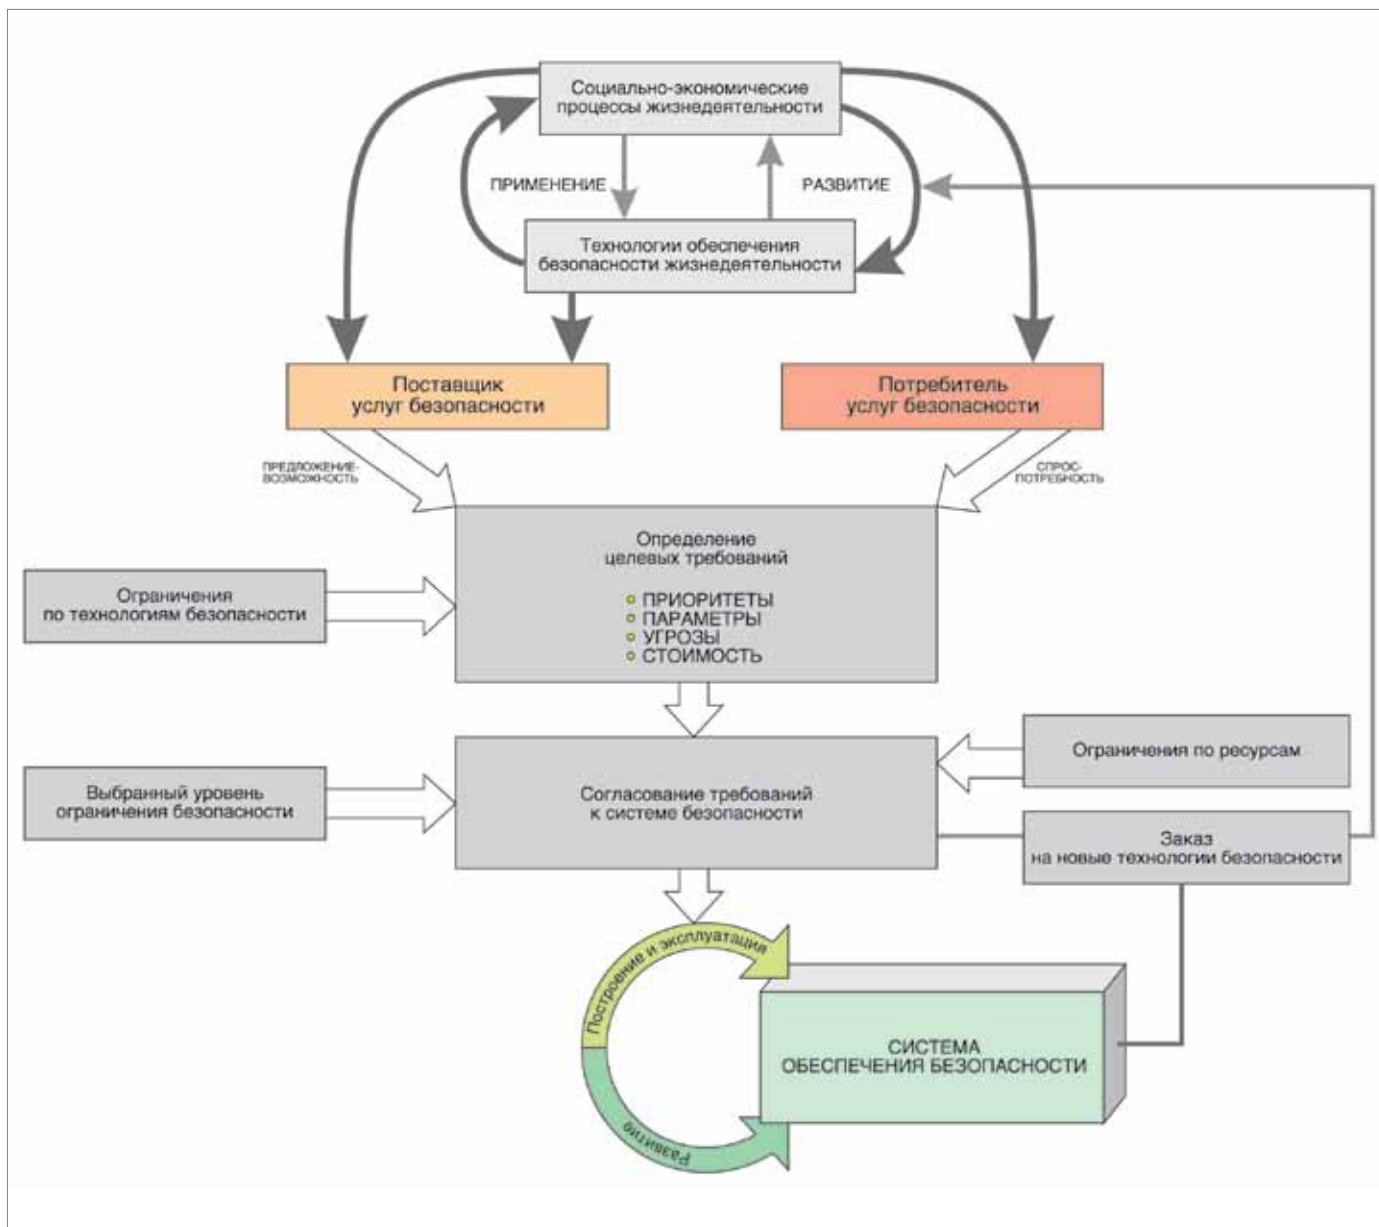 Социально-экономические
процессы жизнедеятельности
ПРИМЕНЕНИЕ
РАЗВИТИЕ
Технологии обеспечения
безопасности жизнедеятельности
Поставщик
услуг безопасности
Потребитель
услуг безопасности
ПРЕДЛОЖЕНИЕ-
ВОЗМОЖНОСТЬ
СПРОС-
ПОТРЕБНОСТЬ
Определение
целевых требований
ПРИОРИТЕТЫ
ПАРАМЕТРЫ
УГРОЗЫ
СТОИМОСТЬ
Ограничения
по технологиям безопасности
Ограничения по ресурсам
Выбранный уровень
ограничения безопасности
Согласование требований
к системе безопасности
Заказ
на новые технологии безопасности
Построение и эксплуатация
СИСТЕМА
ОБЕСПЕЧЕНИЯ БЕЗОПАСНОСТИ
Развитие